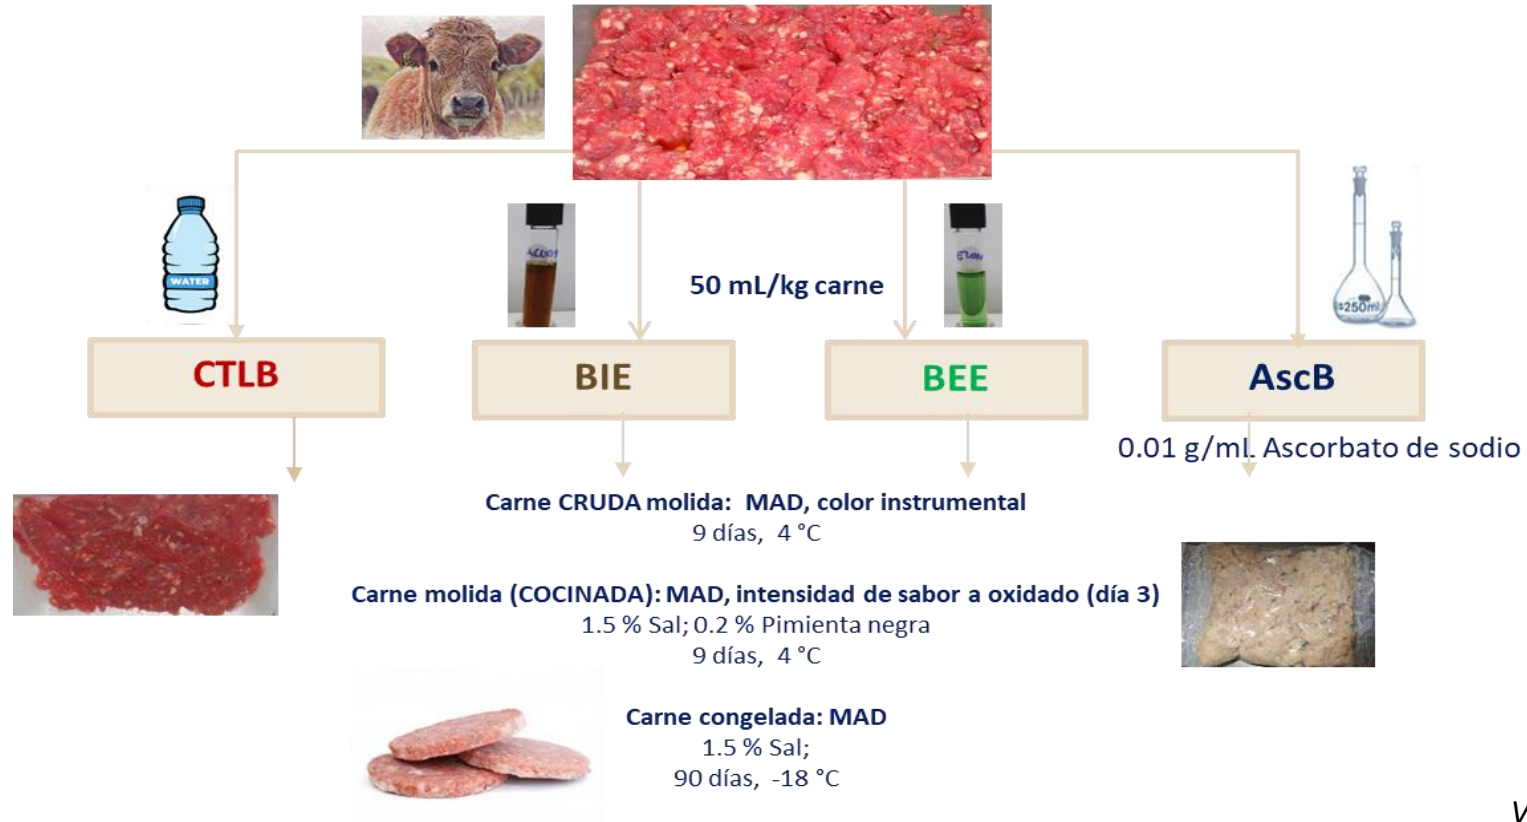 WATER
50 mL/kg carne
250ml
CTLB
BIE
BEE
AscB
0.01 g/mL Ascorbato de sodio
Carne CRUDA molida: MAD, color instrumental
9 días, 4 °C
Carne molida (COCINADA): MAD, intensidad de sabor a oxidado (día 3)
1.5 % Sal; 0.2 % Pimienta negra
9 días, 4 °C
Carne congelada: MAD
1.5 % Sal;
90 días, -18 °C
V